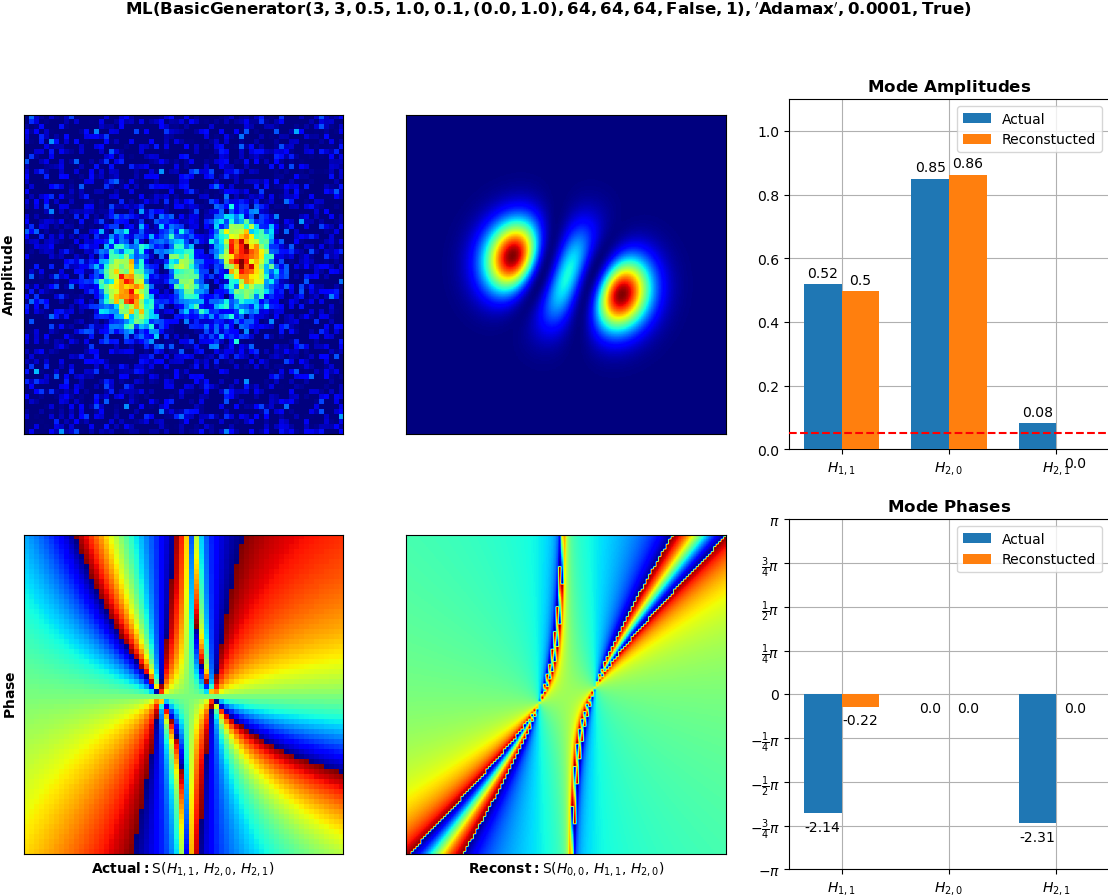 ML(BasicGenerator(3, 3, 0.5, 1.0, 0.1, (0.0, 1.0), 64, 64, 64, False, 1), ′Adamax′, 0.0001, True)
Amplitude
Mode Amplitudes
Actual
Reconstucted
1.0
0.8
0.6
0.4
0.2
0.0
0.52
0.5
0.85
0.86
0.08
0.0
H1, 1
H2, 0
H2, 1
Phase
Actual: S(H1, 1, H2, 0, H2, 1)
Reconst: S(H0, 0, H1, 1, H2, 0)
Mode Phases
Actual
Reconstucted
π
3/4π
1/2π
1/4π
0
−1/4π
−1/2π
−3/4π
−π
-2.14
-0.22
0.0
0.0
-2.31
0.0
H1, 1
H2, 0
H2, 1